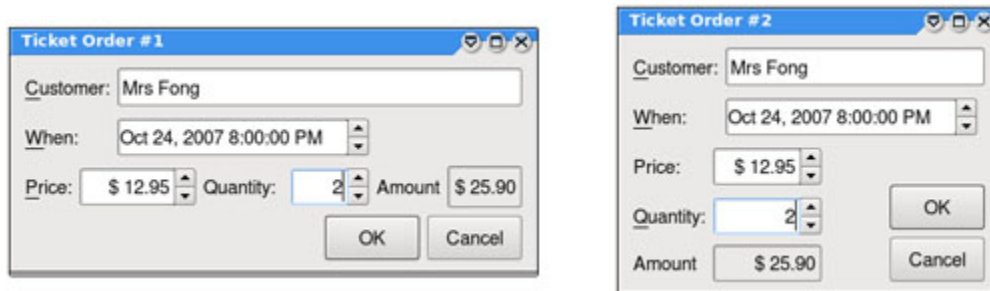 Ticket Order #1
Customer: Mrs Fong
When: Oct 24, 2007 8:00:00 PM
Price: $ 12.95 Quantity: 2 Amount $ 25.90
OK Cancel
Ticket Order #2
Customer: Mrs Fong
When: Oct 24, 2007 8:00:00 PM
Price: $ 12.95
Quantity: 2 OK
Amount $ 25.90 Cancel